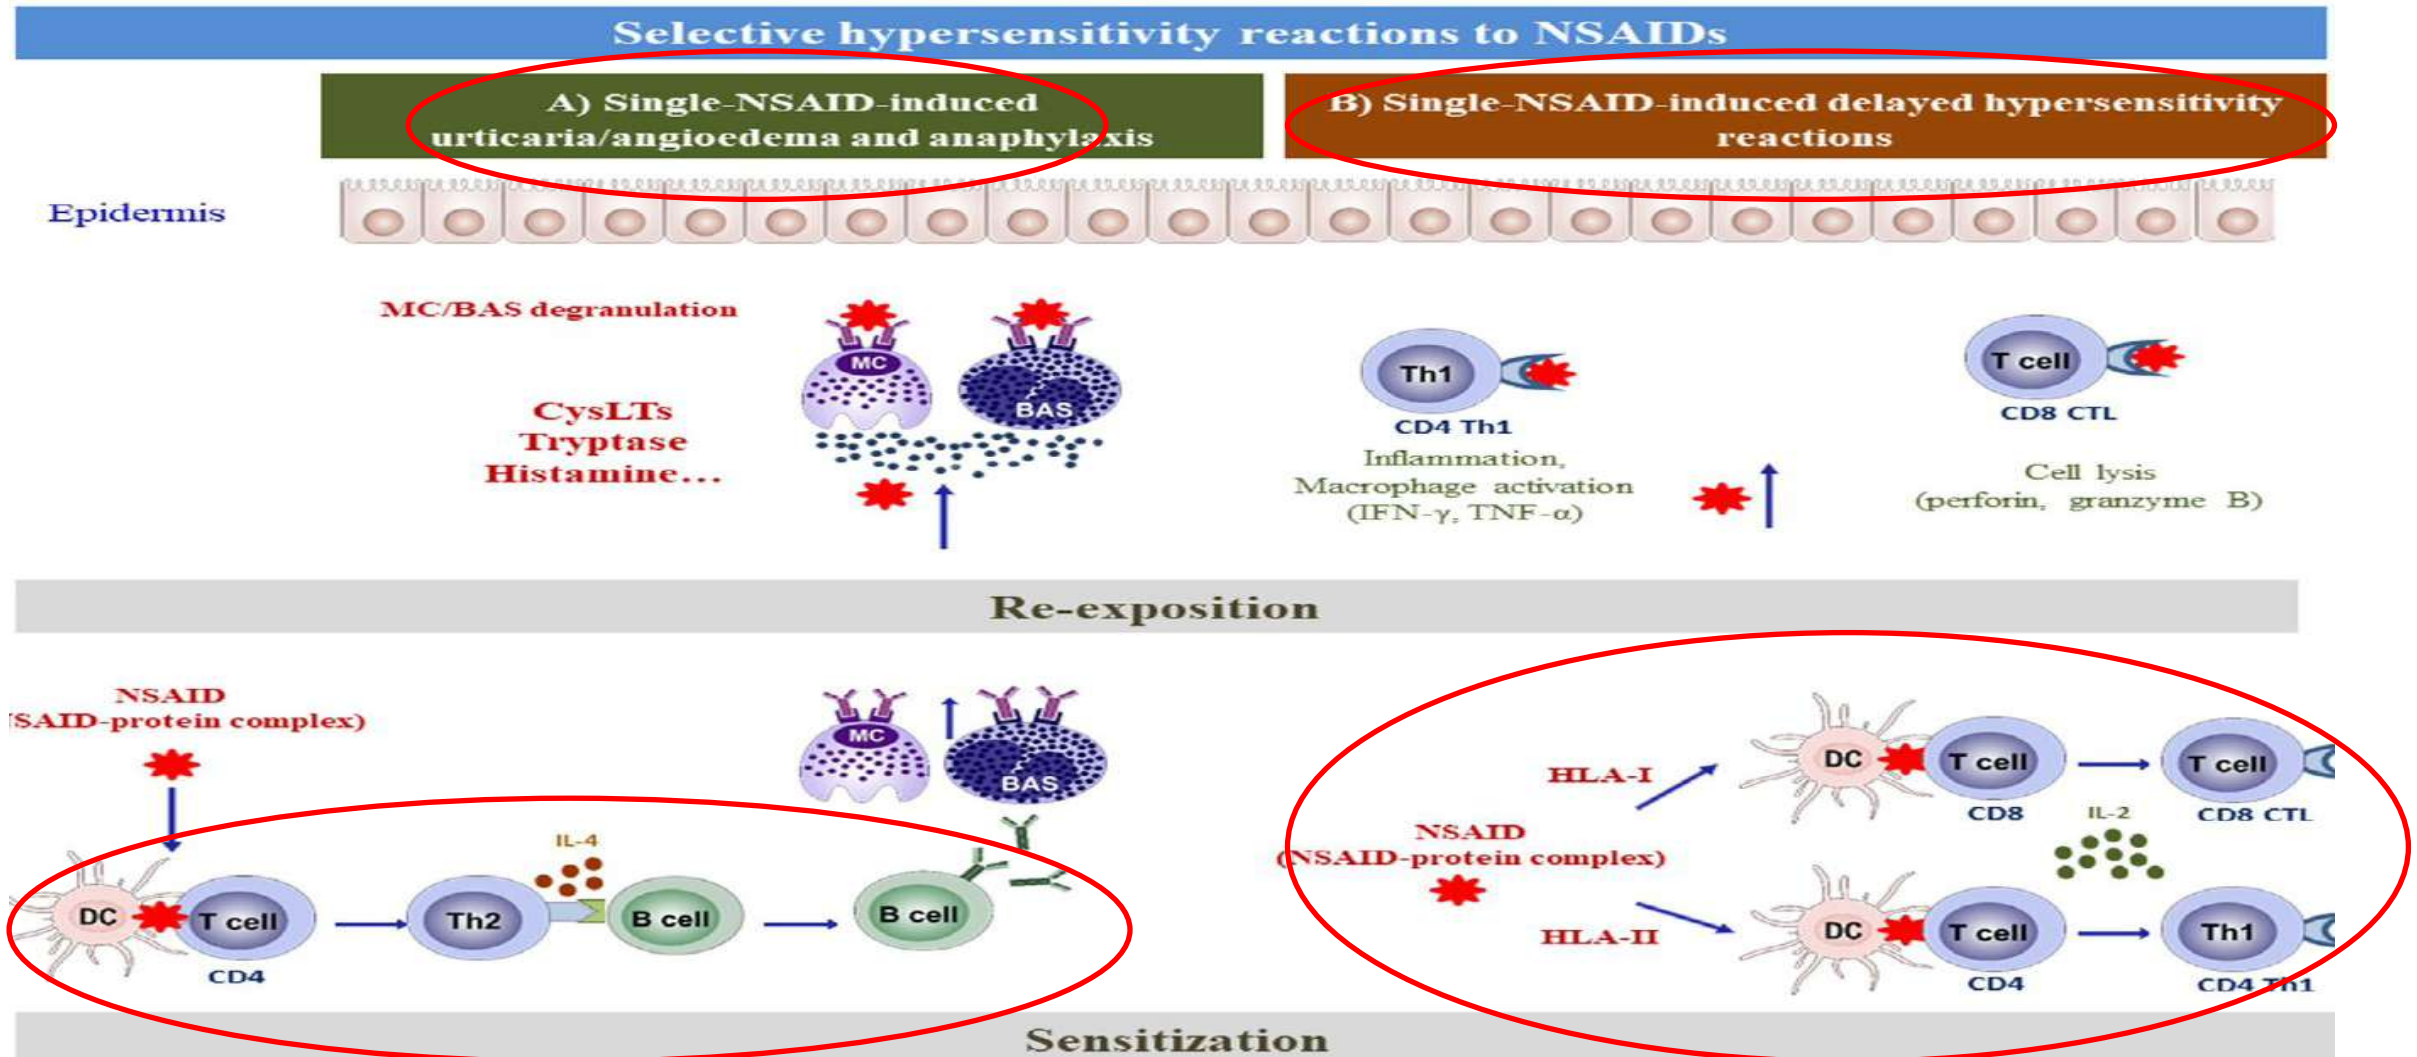 Selective hypersensitivity reactions to NSAIDs
A) Single-NSAID-induced
urticaria/angioedema and anaphylaxis
B) Single-NSAID-induced delayed hypersensitivity
reactions
Epidermis
MC/BAS degranulation
CysLTs
Tryptase
Histamine...
MC
BAS
Th1
CD4 Th1
Inflammation,
Macrophage activation
(IFN-γ, TNF-α)
T cell
CD8 CTL
Cell lysis
(perforin, granzyme B)
Re-exposition
NSAID
SAID-protein complex)
MC
BAS
DC
T cell
CD4
Th2
IL-4
B cell
B cell
NSAID
(NSAID-protein complex)
HLA-I
DC
T cell
CD8
T cell
CD8 CTL
IL-2
HLA-II
DC
T cell
CD4
Th1
CD4 Th1
Sensitization